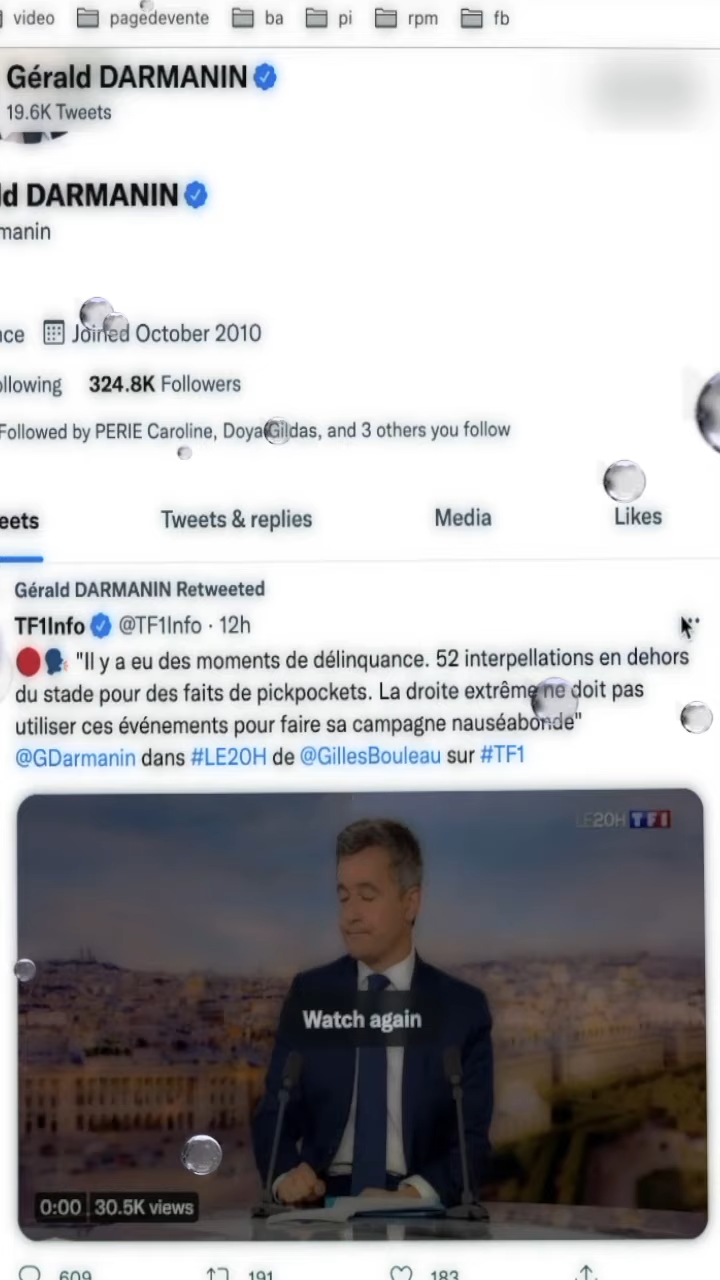 video pagedevente ba pi rpm fb
Gérald DARMANIN
19.6K Tweets
ld DARMANIN
manin
nce Joined October 2010
ollowing 324.8K Followers
Followed by PERIE Caroline, Doya Gildas, and 3 others you follow
eets Tweets & replies Media Likes
Gérald DARMANIN Retweeted
TF1Info @TF1Info · 12h
"Il y a eu des moments de délinquance. 52 interpellations en dehors
du stade pour des faits de pickpockets. La droite extrême ne doit pas
utiliser ces événements pour faire sa campagne nauséabonde"
@GDarmanin dans #LE20H de @GillesBouleau sur #TF1
LE20H TF1
Watch again
0:00 30.5K views
609 191 183